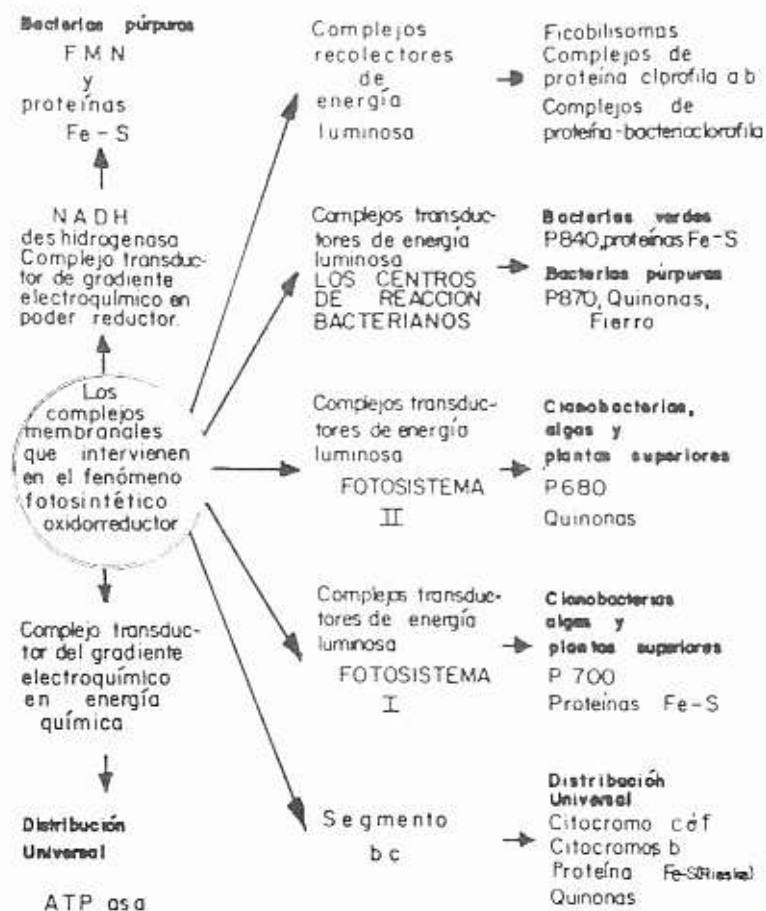 Bacterias púrpuras
FMN
y
proteínas
Fe-S
NADH
deshidrogenasa
Complejo transduc-
tor de gradiente
electroquímico en
poder reductor.
Los
complejos
membranales
que intervienen
en el fenómeno
fotosintético
oxidorreductor
Complejo transduc-
tor del gradiente
electroquímico
en energía
química
Distribución
Universal
ATP asa
Complejos
recolectores
de
energía
luminosa
Ficobilisomas
Complejos de
proteína clorofila a b
Complejos de
proteína-bacterioclorofila
Complejos transduc-
tores de energía
luminosa
LOS CENTROS
DE REACCION
BACTERIANOS
Bacterias verdes
P840, proteínas Fe-S
Bacterias púrpuras
P870, Quinonas,
Fierro
Complejos transduc-
tores de energía
luminosa
FOTOSISTEMA
II
Cianobacterias,
algas y
plantas superiores
P680
Quinonas
Complejos transduc-
tores de energía
luminosa
FOTOSISTEMA
I
Cianobacterias
algas y
plantas superiores
P 700
Proteínas Fe-S
Segmento
bc
Distribución
Universal
Citocromo c ó f
Citocromos b
Proteína Fe-S(Rieske)
Quinonas